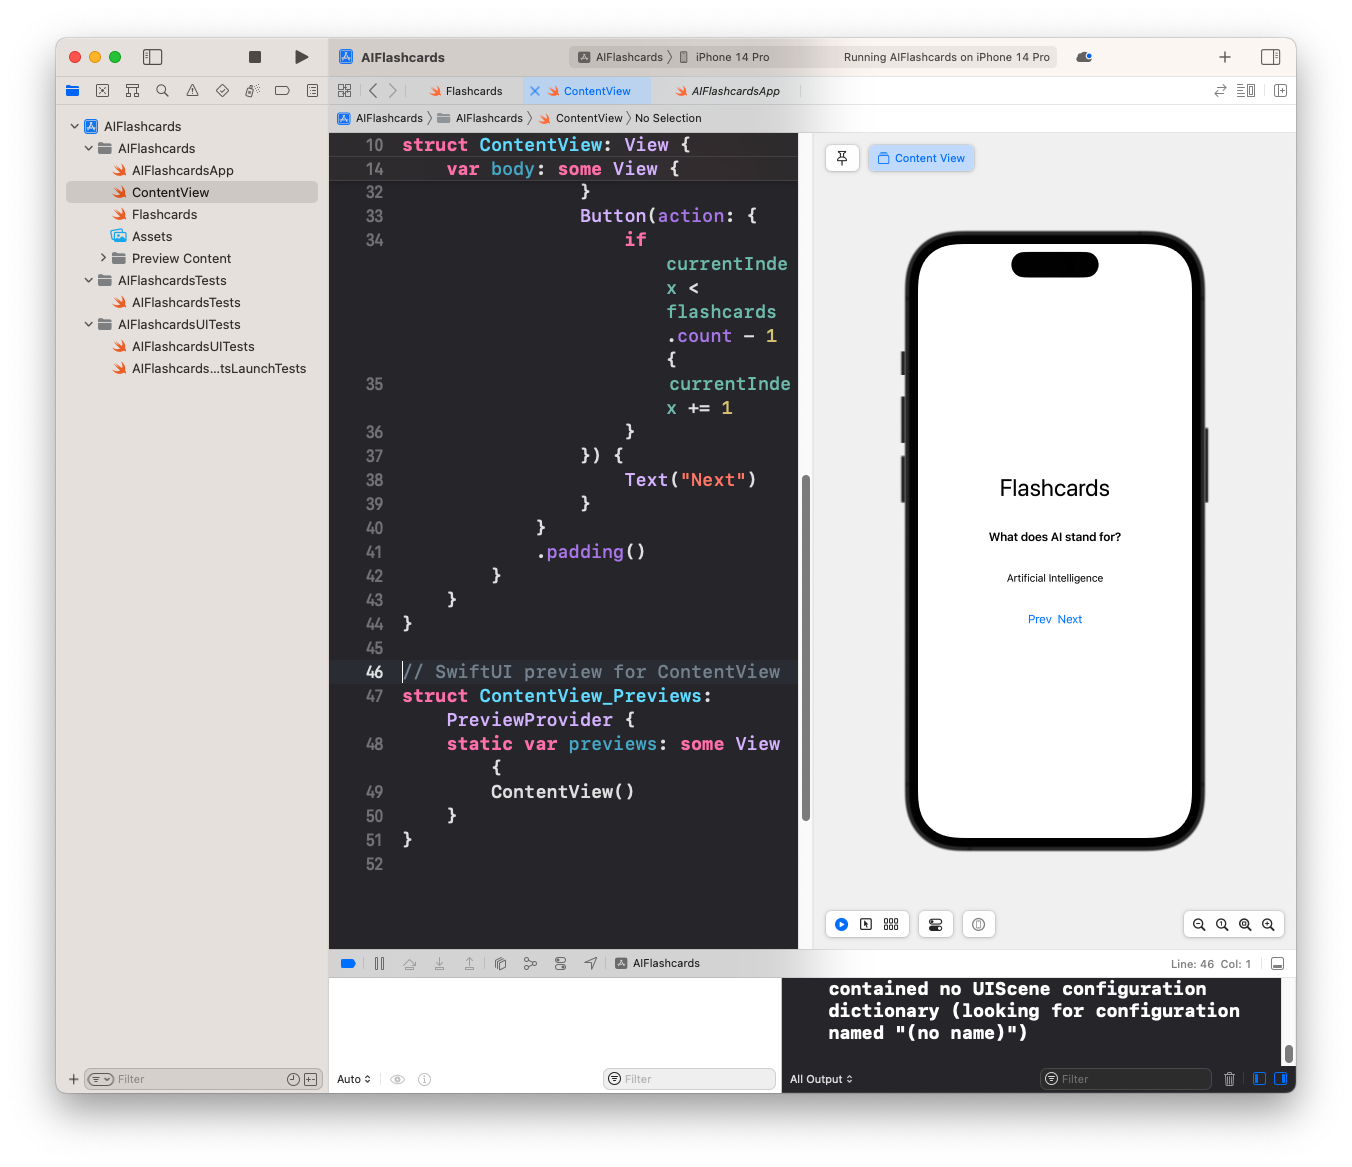 AIFlashcards
AIFlashcards
iPhone 14 Pro
Running AIFlashcards on iPhone 14 Pro
Flashcards
ContentView
AIFlashcardsApp
AIFlashcards
AIFlashcards
ContentView
No Selection
AIFlashcards
AIFlashcards
AIFlashcardsApp
ContentView
Flashcards
Assets
Preview Content
AIFlashcardsTests
AIFlashcardsTests
AIFlashcardsUITests
AIFlashcardsUITests
AIFlashcards...tsLaunchTests
Filter
10 struct ContentView: View {
14 var body: some View {
32 }
33 Button(action: {
34 if
currentInde
x <
flashcards
.count - 1
{
35 currentInde
x += 1
36 }
37 }) {
38 Text("Next")
39 }
40 }
41 .padding()
42 }
43 }
44 }
45
46 // SwiftUI preview for ContentView
47 struct ContentView_Previews:
PreviewProvider {
48 static var previews: some View
{
49 ContentView()
50 }
51 }
52
Content View
Flashcards
What does AI stand for?
Artificial Intelligence
Prev Next
AIFlashcards
Line: 46 Col: 1
contained no UIScene configuration
dictionary (looking for configuration
named "(no name)")
Auto
Filter
All Output
Filter